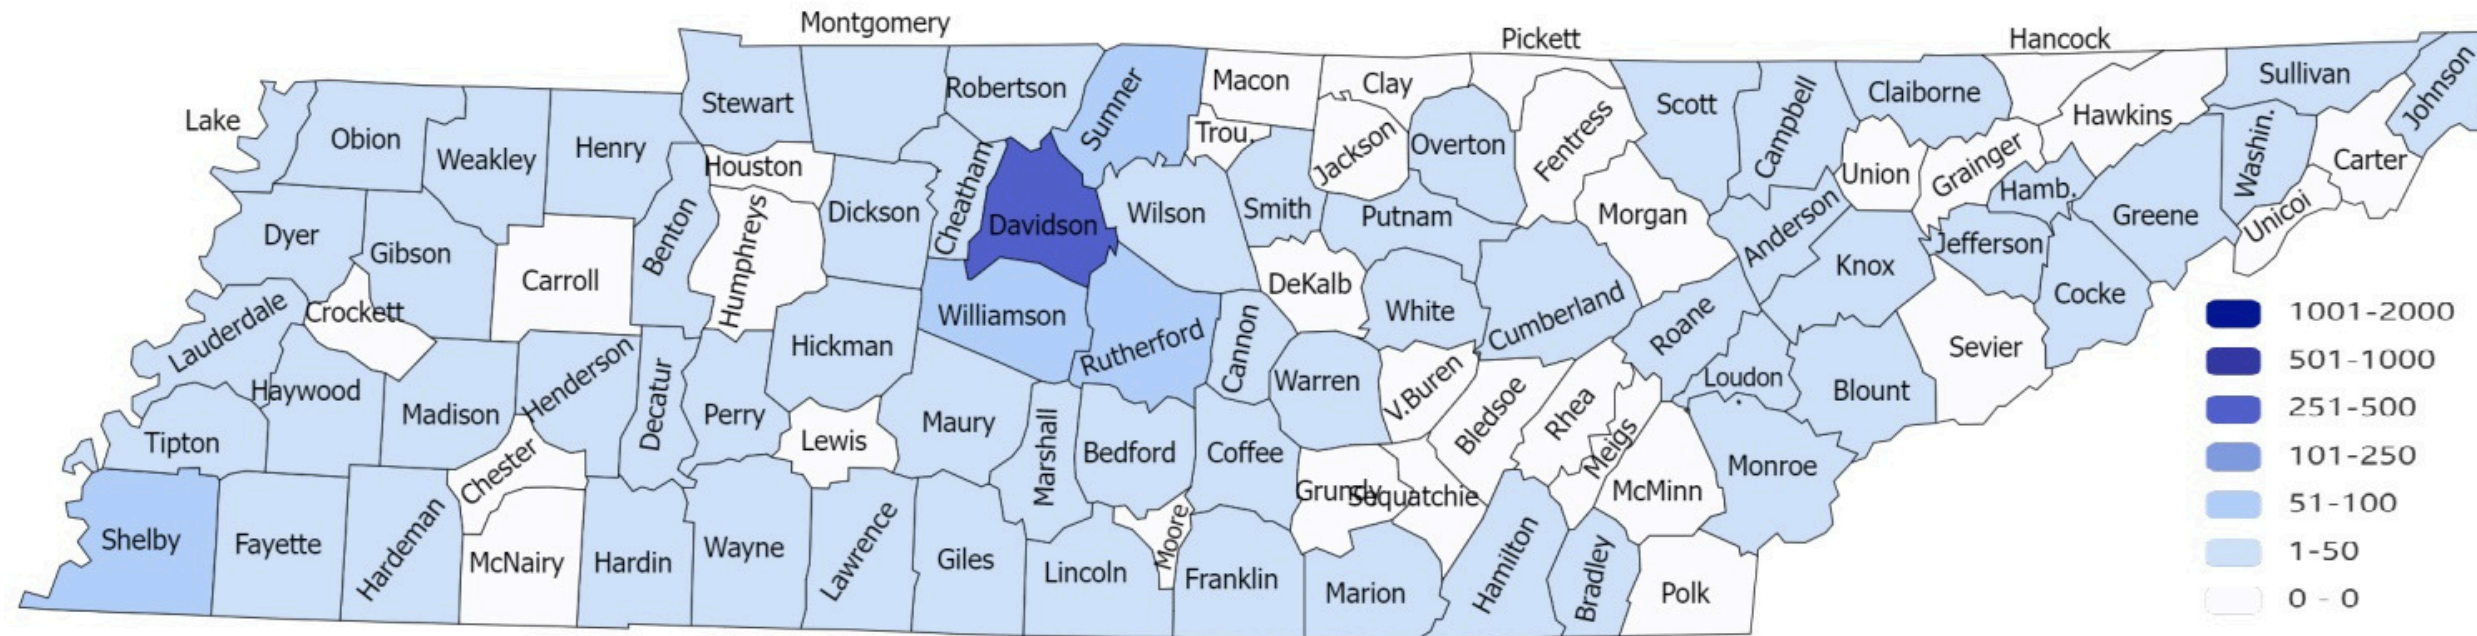 Montgomery
Pickett
Hancock
Lake
Obion
Weakley
Henry
Stewart
Robertson
Sumner
Macon
Trou.
Clay
Jackson
Overton
Fentress
Scott
Campbell
Claiborne
Union
Grainger
Hawkins
Hamb.
Sullivan
Washin.
Johnson
Carter
Unicoi
Greene
Dyer
Gibson
Carroll
Benton
Houston
Humphreys
Dickson
Cheatham
Davidson
Wilson
Smith
Putnam
DeKalb
White
Cumberland
Morgan
Anderson
Knox
Jefferson
Cocke
Sevier
Lauderdale
Crockett
Haywood
Madison
Henderson
Decatur
Perry
Hickman
Williamson
Rutherford
Cannon
Warren
V.Buren
Bledsoe
Rhea
Roane
Loudon
Blount
Tipton
Chester
Lewis
Maury
Marshall
Bedford
Coffee
Grundy
Sequatchie
Meigs
McMinn
Monroe
Shelby
Fayette
Hardeman
McNairy
Hardin
Wayne
Lawrence
Giles
Lincoln
Moore
Franklin
Marion
Hamilton
Bradley
Polk
1001-2000
501-1000
251-500
101-250
51-100
1-50
0 - 0